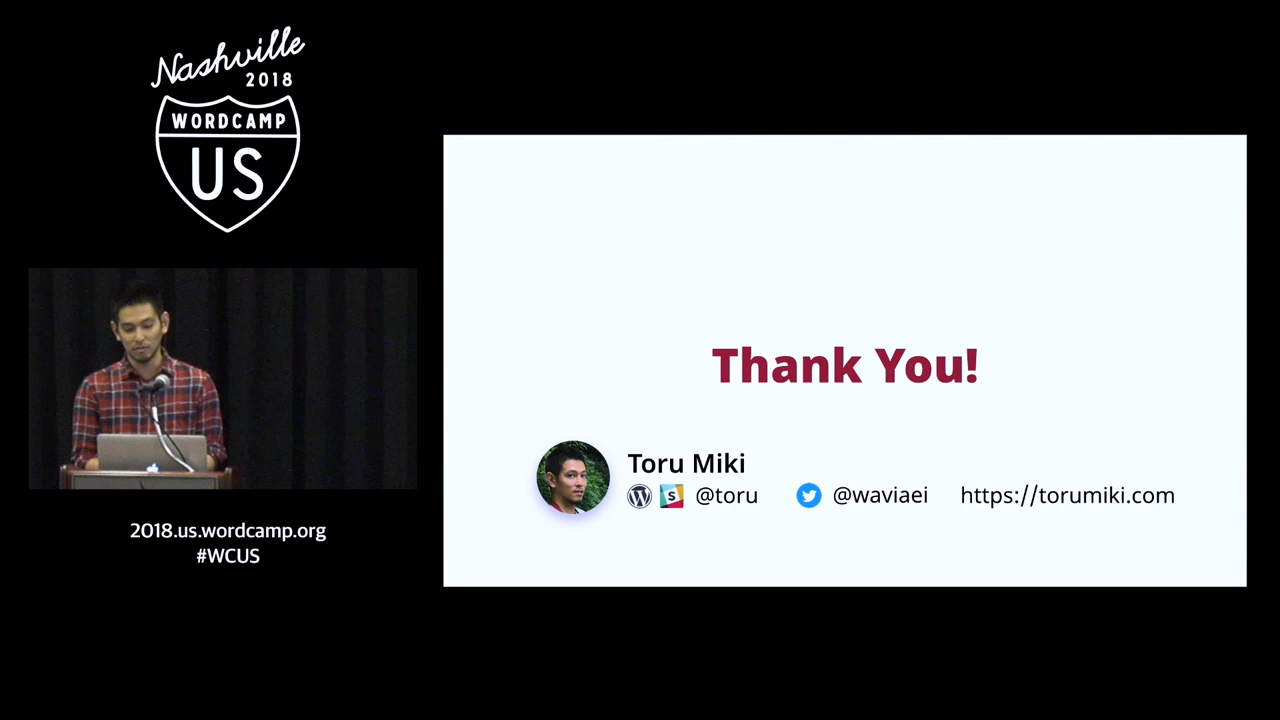 Nashville
2018
WORDCAMP
US
Thank You!
Toru Miki
S @toru @waviaei https://torumiki.com
2018.us.wordcamp.org
#WCUS